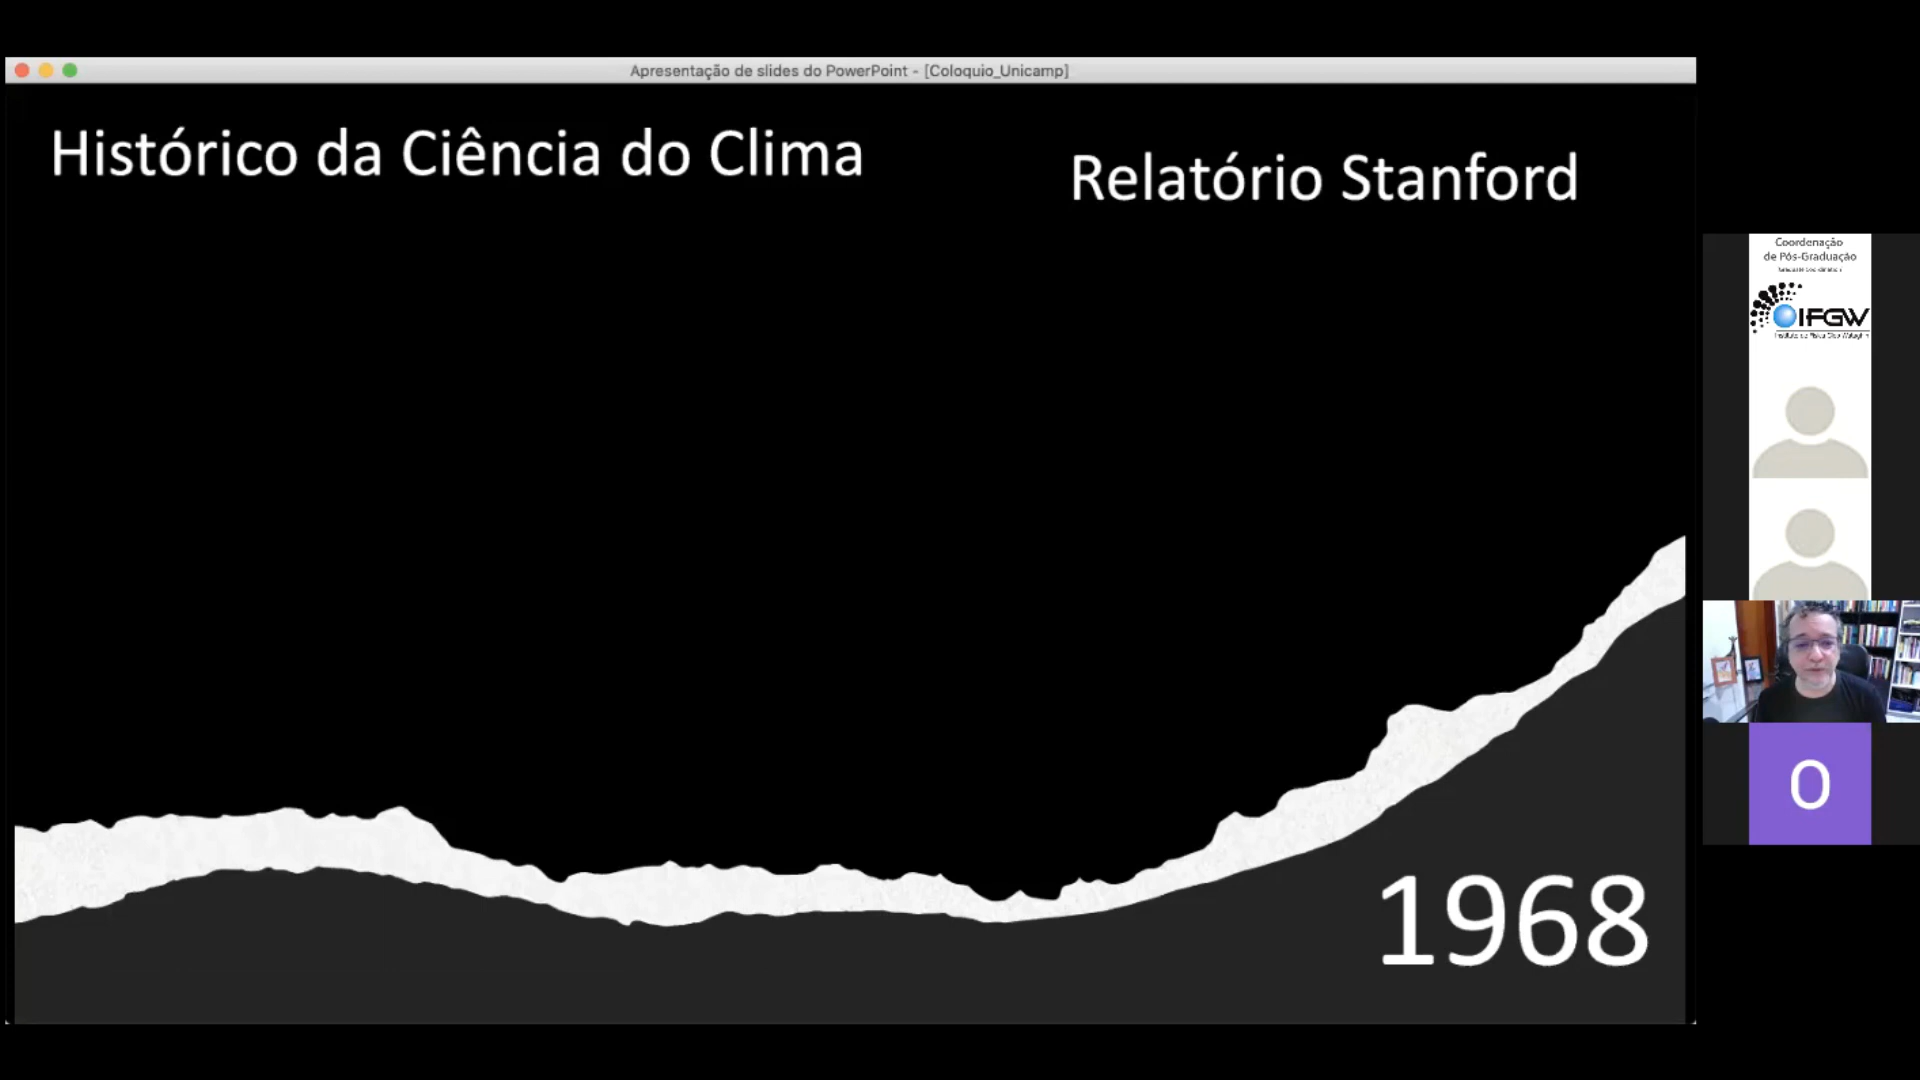 Apresentação de slides do PowerPoint - [Coloquio_Unicamp]
Histórico da Ciência do Clima
Relatório Stanford
1968
Coordenação
de Pós-Graduação
IFGW
O